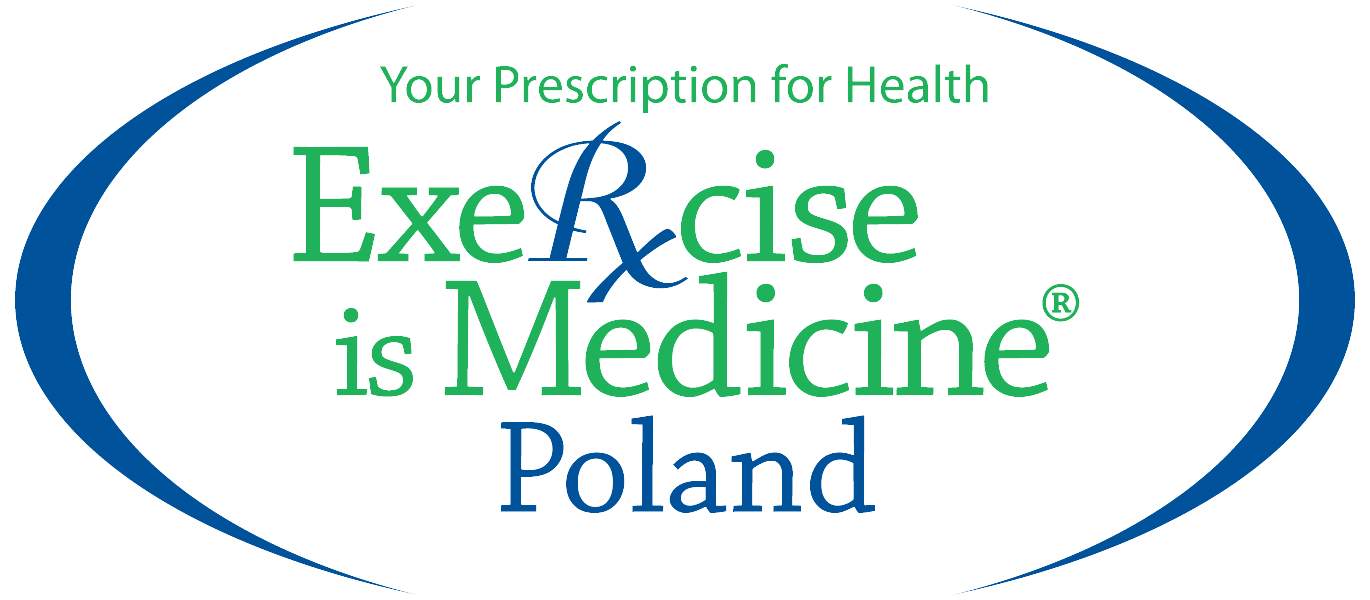 Your Prescription for Health
ExeRxcise
is Medicine®
Poland